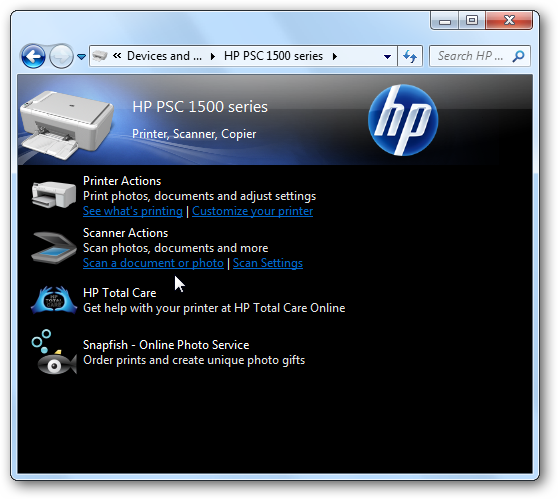 Devices and ... HP PSC 1500 series Search HP ...
HP PSC 1500 series
Printer, Scanner, Copier
hp
Printer Actions
Print photos, documents and adjust settings
See what's printing | Customize your printer
Scanner Actions
Scan photos, documents and more
Scan a document or photo | Scan Settings
HP Total Care
Get help with your printer at HP Total Care Online
Snapfish - Online Photo Service
Order prints and create unique photo gifts